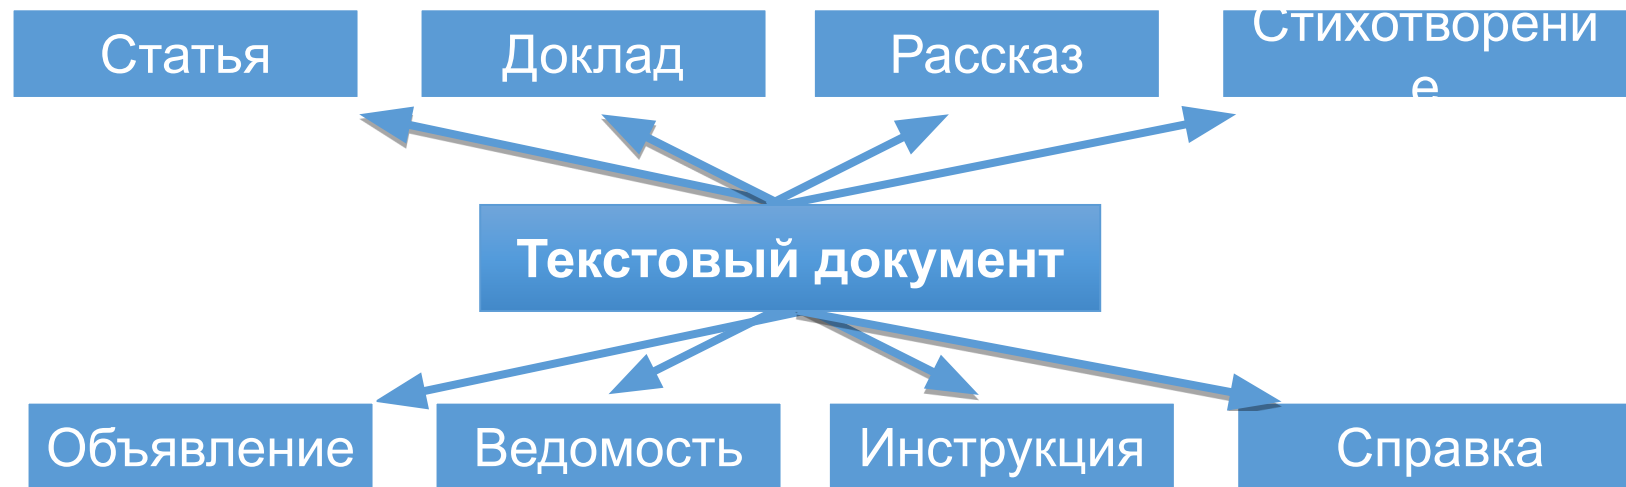 Статья
Доклад
Рассказ
Стихотворени
е
Текстовый документ
Объявление
Ведомость
Инструкция
Справка